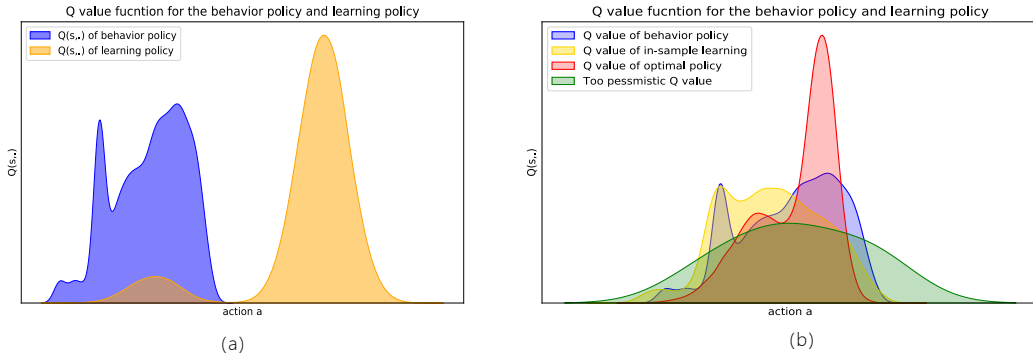 Q value fucntion for the behavior policy and learning policy
Q(s,.) of behavior policy
Q(s,.) of learning policy
Q(s,.)
action a
(a)
Q value fucntion for the behavior policy and learning policy
Q value of behavior policy
Q value of in-sample learning
Q value of optimal policy
Too pessmistic Q value
Q(s,.)
action a
(b)